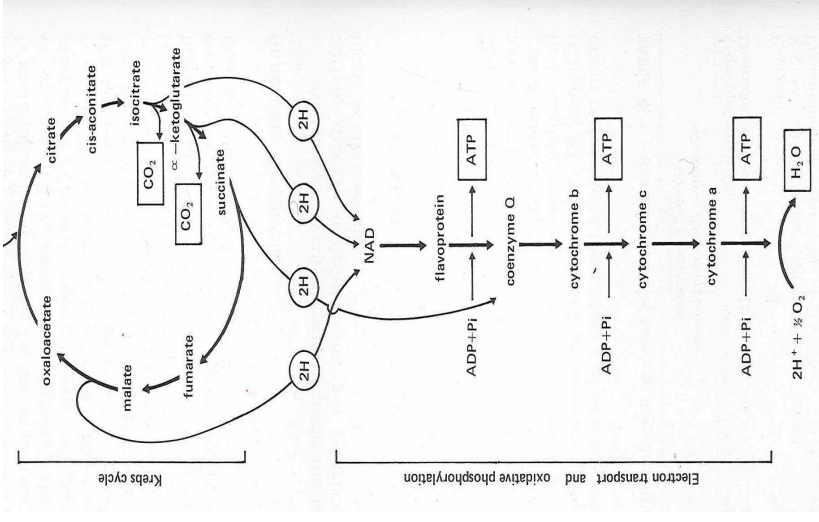 citrate
cis-aconitate
isocitrate
∝ –ketoglutarate
CO₂
CO₂
succinate
oxaloacetate
malate
fumarate
2H
2H
2H
2H
NAD
flavoprotein
ADP+Pi
ATP
coenzyme Q
cytochrome b
ADP+Pi
ATP
cytochrome c
cytochrome a
ADP+Pi
ATP
2H⁺ + ½ O₂
H₂O
Krebs cycle
Electron transport and oxidative phosphorylation